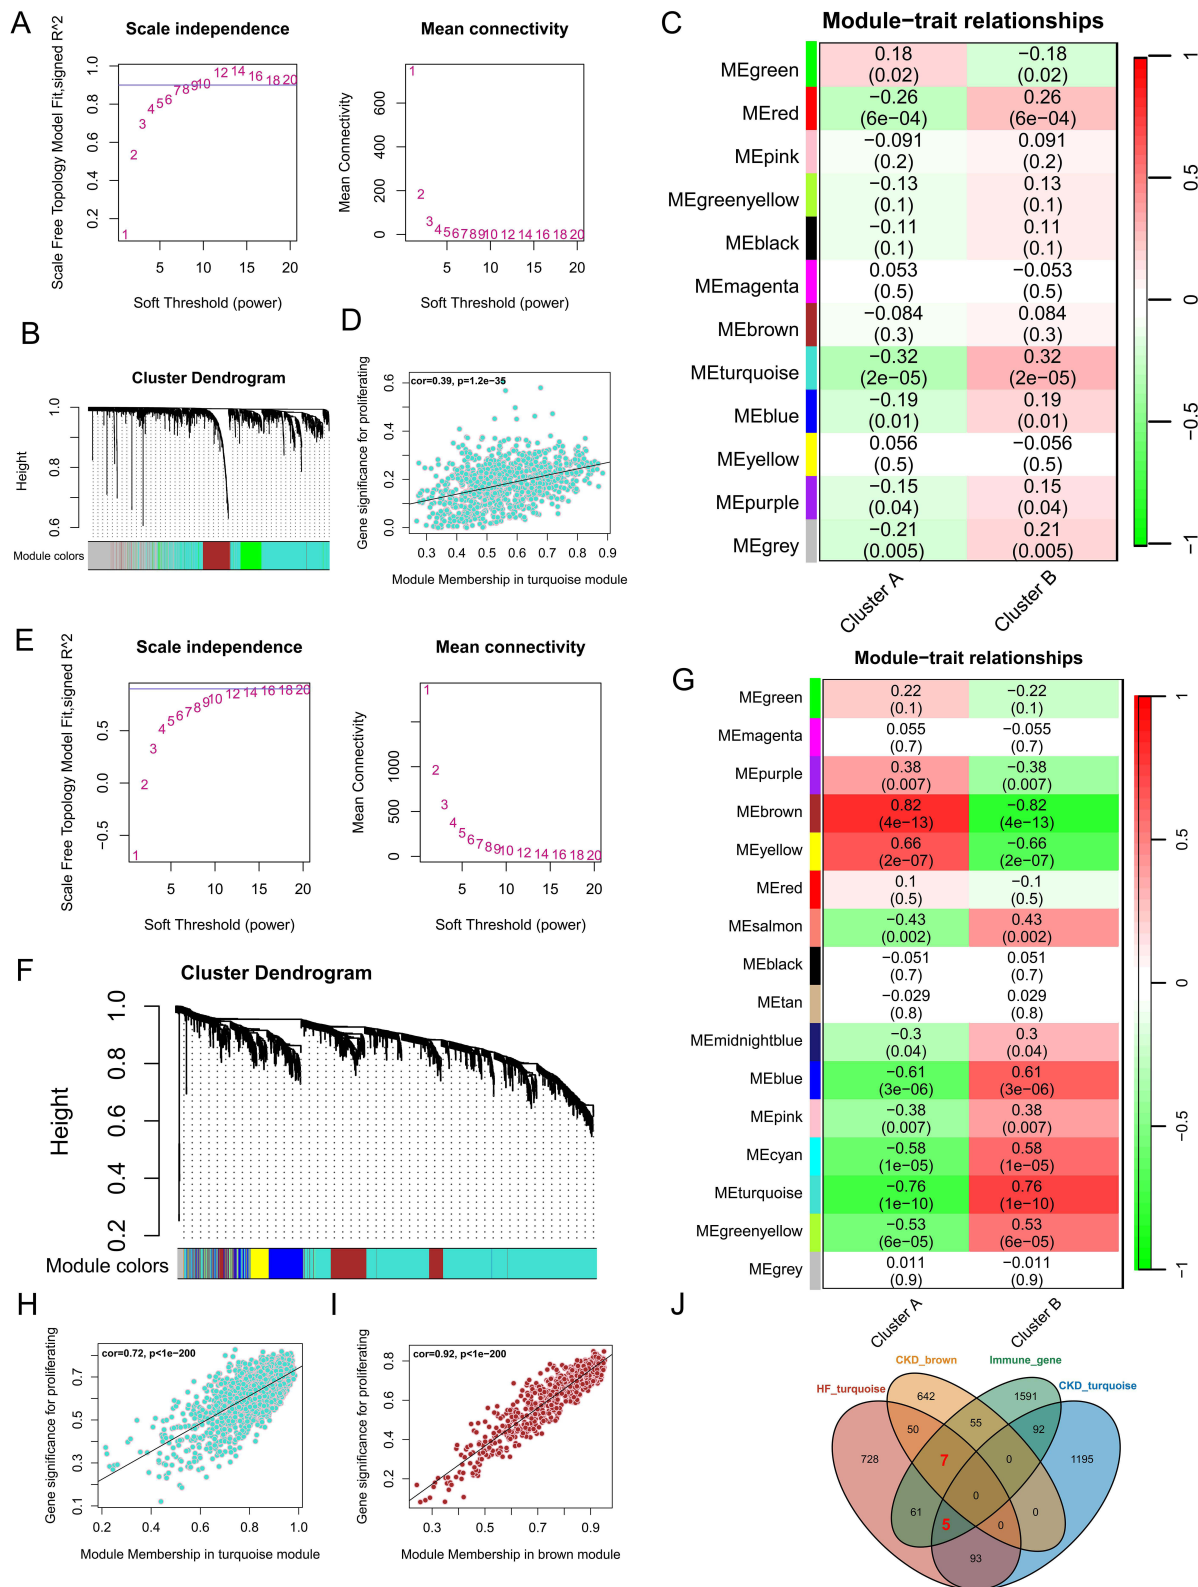 A
Scale independence
Scale Free Topology Model Fit,signed R^2
1.0
0.8
0.6
0.4
0.2
1
2
3
4
5
6
7
8
9
10
12
14
16
18
20
5
10
15
20
Soft Threshold (power)
Mean connectivity
Mean Connectivity
600
400
200
0
1
2
3
4
5
6
7
8
9
10
12
14
16
18
20
5
10
15
20
Soft Threshold (power)
B
Cluster Dendrogram
Height
1.0
0.8
0.6
Module colors
D
cor=0.39, p=1.2e−35
Gene significance for proliferating
0.6
0.4
0.2
0.0
0.3 0.4 0.5 0.6 0.7 0.8 0.9
Module Membership in turquoise module
C
Module−trait relationships
MEgreen
0.18 −0.18
(0.02) (0.02)
MEred
−0.26 0.26
(6e−04) (6e−04)
MEpink
−0.091 0.091
(0.2) (0.2)
MEgreenyellow
−0.13 0.13
(0.1) (0.1)
MEblack
−0.11 0.11
(0.1) (0.1)
MEmagenta
0.053 −0.053
(0.5) (0.5)
MEbrown
−0.084 0.084
(0.3) (0.3)
MEturquoise
−0.32 0.32
(2e−05) (2e−05)
MEblue
−0.19 0.19
(0.01) (0.01)
MEyellow
0.056 −0.056
(0.5) (0.5)
MEpurple
−0.15 0.15
(0.04) (0.04)
MEgrey
−0.21 0.21
(0.005) (0.005)
Cluster A
Cluster B
1
0.5
0
−0.5
−1
E
Scale independence
Scale Free Topology Model Fit,signed R^2
0.5
0.0
−0.5
1
2
3
4
5
6
7
8
9
10
12
14
16
18
20
5
10
15
20
Soft Threshold (power)
Mean connectivity
Mean Connectivity
1000
500
0
1
2
3
4
5
6
7
8
9
10
12
14
16
18
20
5
10
15
20
Soft Threshold (power)
F
Cluster Dendrogram
Height
1.0
0.8
0.6
0.4
0.2
Module colors
G
Module−trait relationships
MEgreen
0.22 −0.22
(0.1) (0.1)
MEmagenta
0.055 −0.055
(0.7) (0.7)
MEpurple
0.38 −0.38
(0.007) (0.007)
MEbrown
0.82 −0.82
(4e−13) (4e−13)
MEyellow
0.66 −0.66
(2e−07) (2e−07)
MEred
0.1 −0.1
(0.5) (0.5)
MEsalmon
−0.43 0.43
(0.002) (0.002)
MEblack
−0.051 0.051
(0.7) (0.7)
MEtan
−0.029 0.029
(0.8) (0.8)
MEmidnightblue
−0.3 0.3
(0.04) (0.04)
MEblue
−0.61 0.61
(3e−06) (3e−06)
MEpink
−0.38 0.38
(0.007) (0.007)
MEcyan
−0.58 0.58
(1e−05) (1e−05)
MEturquoise
−0.76 0.76
(1e−10) (1e−10)
MEgreenyellow
−0.53 0.53
(6e−05) (6e−05)
MEgrey
0.011 −0.011
(0.9) (0.9)
Cluster A
Cluster B
1
0.5
0
−0.5
−1
H
cor=0.72, p<1e−200
Gene significance for proliferating
0.7
0.5
0.3
0.1
0.2 0.4 0.6 0.8 1.0
Module Membership in turquoise module
I
cor=0.92, p<1e−200
Gene significance for proliferating
0.8
0.6
0.4
0.2
0.3 0.5 0.7 0.9
Module Membership in brown module
J
CKD_brown
Immune_gene
HF_turquoise
CKD_turquoise
642
1591
50
55
92
728
7
0
1195
0
61
5
0
0
93